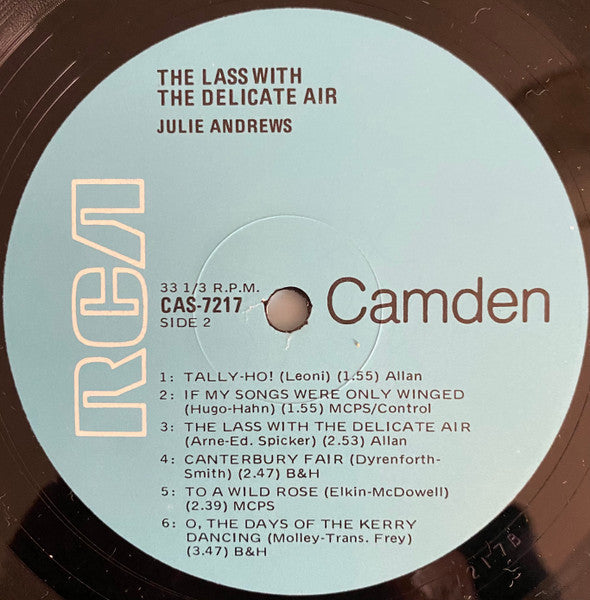 THE LASS WITH
THE DELICATE AIR
JULIE ANDREWS
RCA
33 1/3 R.P.M.
CAS-7217
SIDE 2
Camden
1: TALLY-HO! (Leoni) (1.55) Allan
2: IF MY SONGS WERE ONLY WINGED
(Hugo-Hahn) (1.55) MCPS/Control
3: THE LASS WITH THE DELICATE AIR
(Arne-Ed. Spicker) (2.53) Allan
4: CANTERBURY FAIR (Dyrenforth-
Smith) (2.47) B&H
5: TO A WILD ROSE (Elkin-McDowell)
(2.39) MCPS
6: O, THE DAYS OF THE KERRY
DANCING (Molley-Trans. Frey)
(3.47) B&H